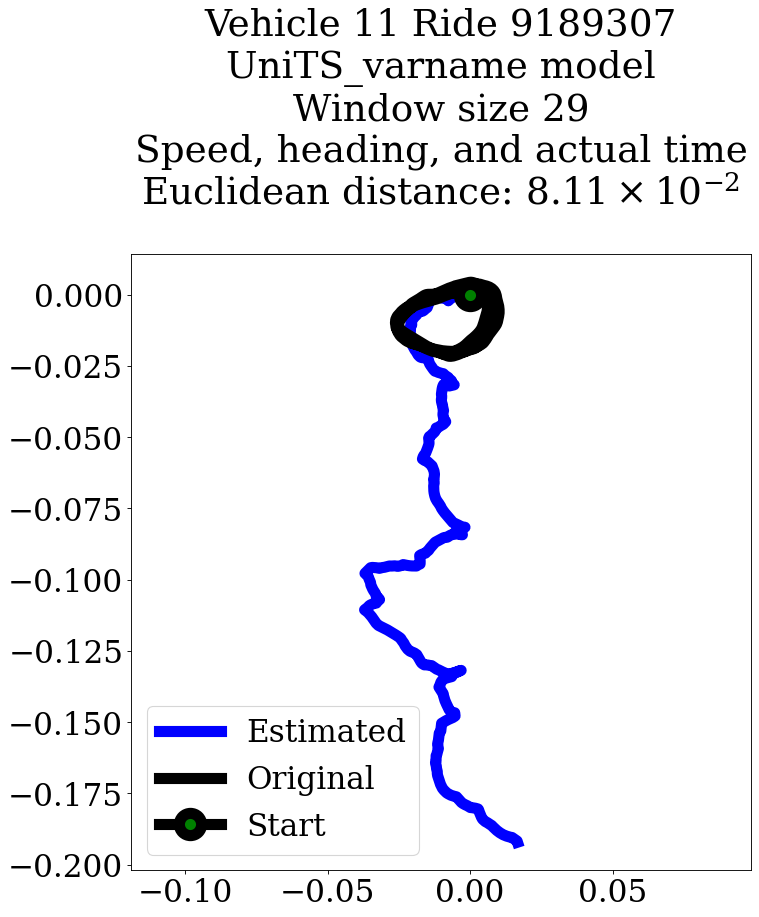 Vehicle 11 Ride 9189307
UniTS_varname model
Window size 29
Speed, heading, and actual time
Euclidean distance: 8.11 × 10⁻²
0.000
−0.025
−0.050
−0.075
−0.100
−0.125
−0.150
−0.175
−0.200
Estimated
Original
Start
−0.10
−0.05
0.00
0.05